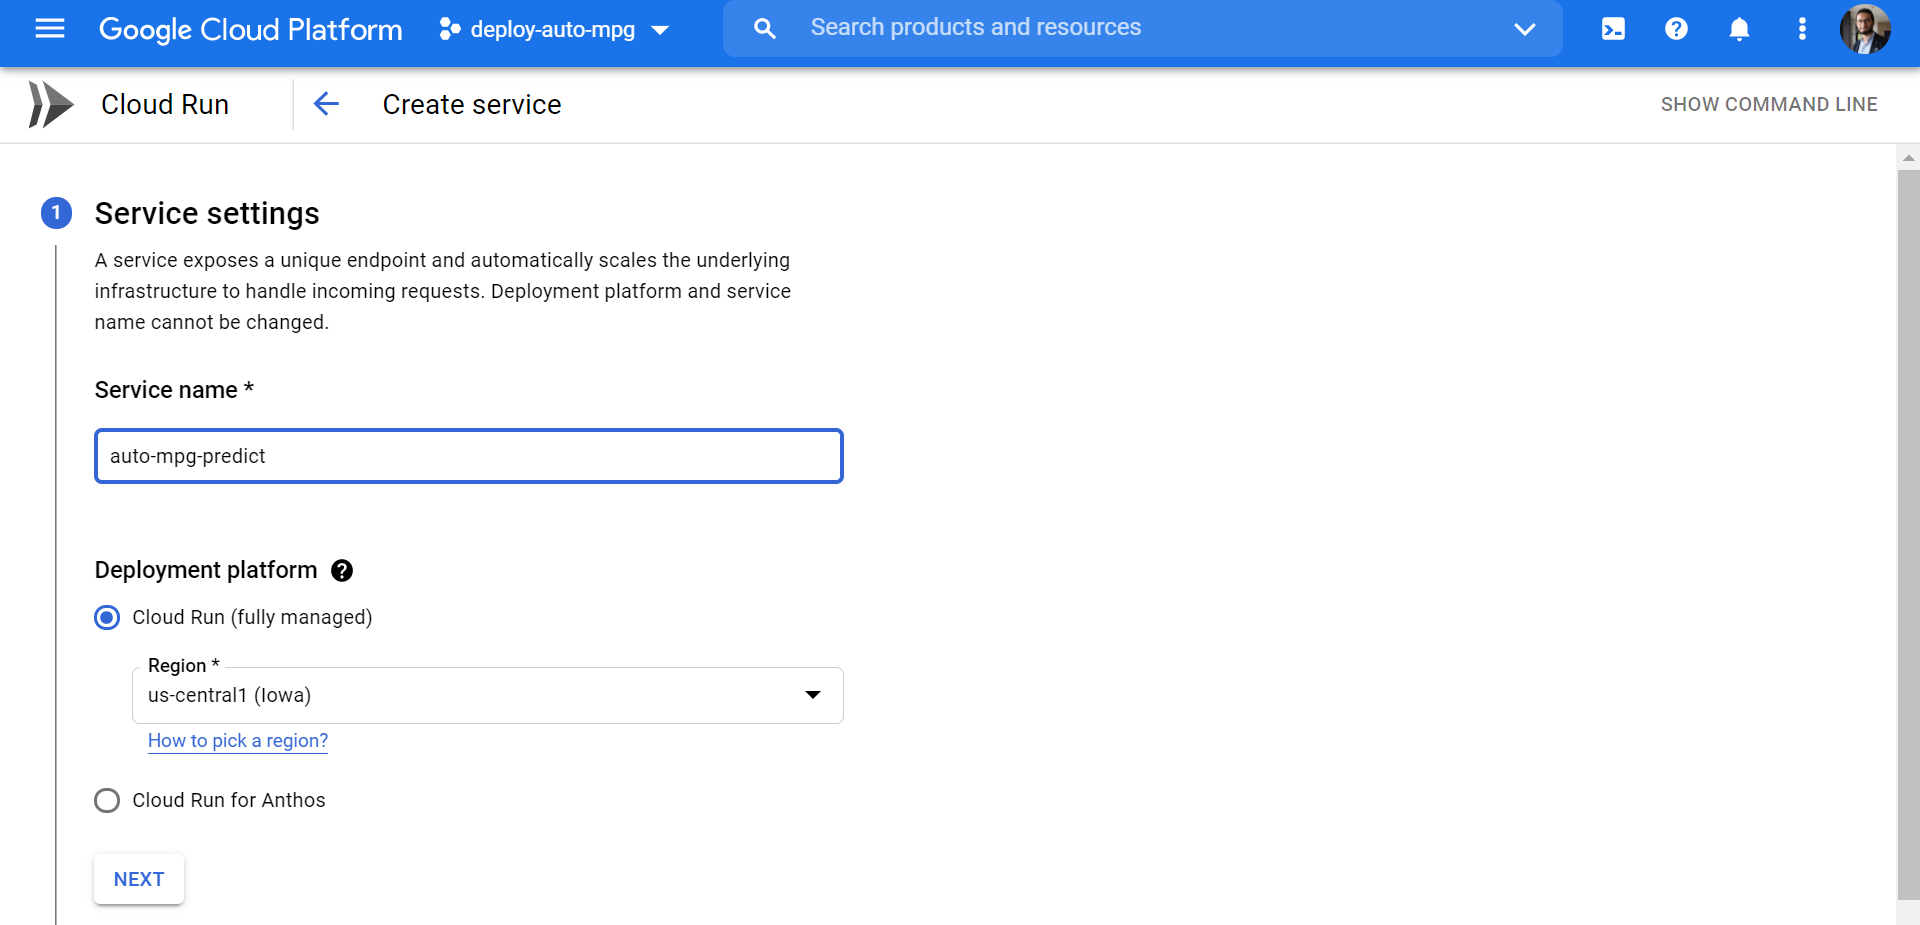 Google Cloud Platform
deploy-auto-mpg
Search products and resources
Cloud Run
Create service
SHOW COMMAND LINE
1
Service settings
A service exposes a unique endpoint and automatically scales the underlying
infrastructure to handle incoming requests. Deployment platform and service
name cannot be changed.
Service name *
auto-mpg-predict
Deployment platform
Cloud Run (fully managed)
Region *
us-central1 (Iowa)
How to pick a region?
Cloud Run for Anthos
NEXT